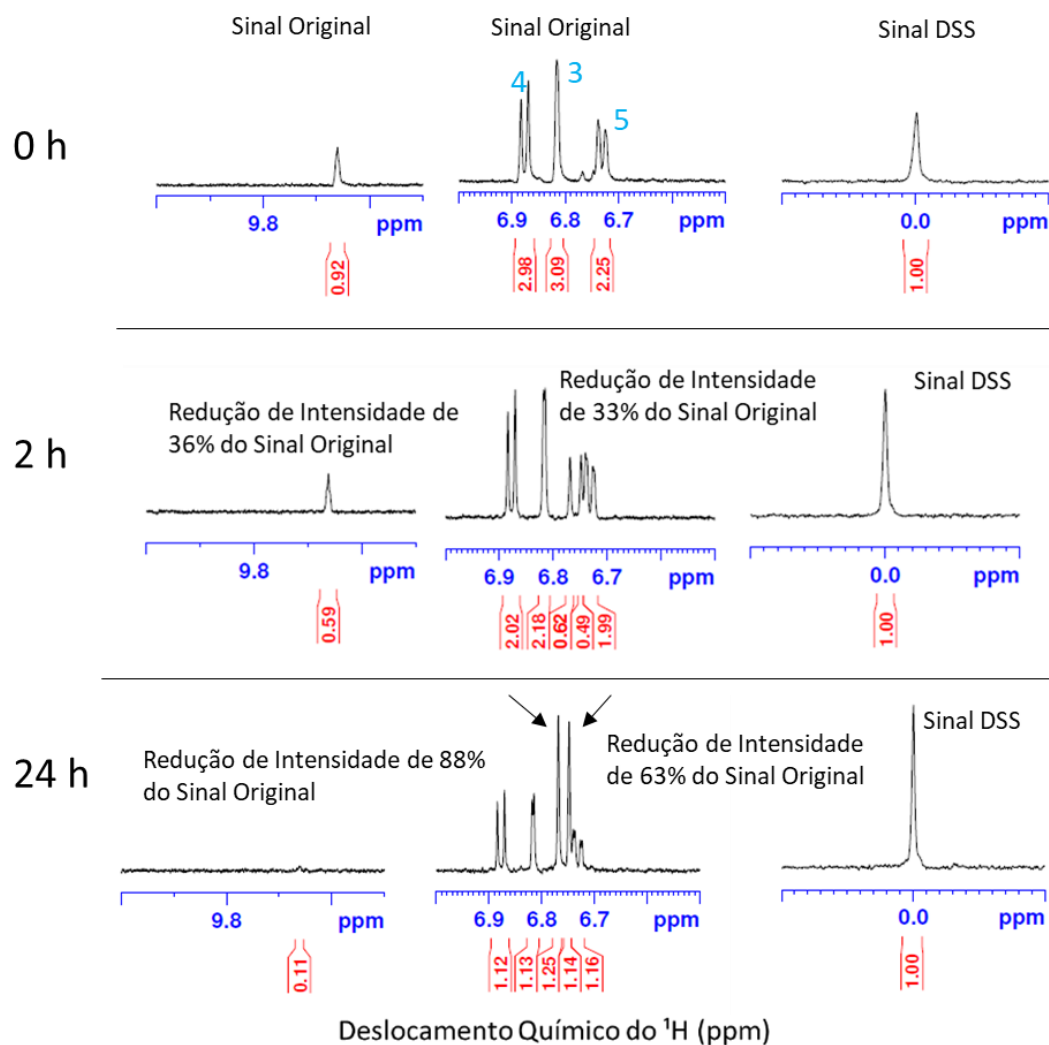 Sinal Original
Sinal Original
Sinal DSS
0 h
4
3
5
9.8 ppm
6.9 6.8 6.7 ppm
0.0 ppm
0.92
2.98 3.09 2.25
1.00
2 h
Redução de Intensidade de
36% do Sinal Original
Redução de Intensidade
de 33% do Sinal Original
Sinal DSS
9.8 ppm
6.9 6.8 6.7 ppm
0.0 ppm
0.59
2.02 2.18 0.62 0.49 1.99
1.00
24 h
Redução de Intensidade de 88%
do Sinal Original
Redução de Intensidade
de 63% do Sinal Original
Sinal DSS
9.8 ppm
6.9 6.8 6.7 ppm
0.0 ppm
0.11
1.12 1.13 1.25 1.14 1.16
1.00
Deslocamento Químico do ¹H (ppm)